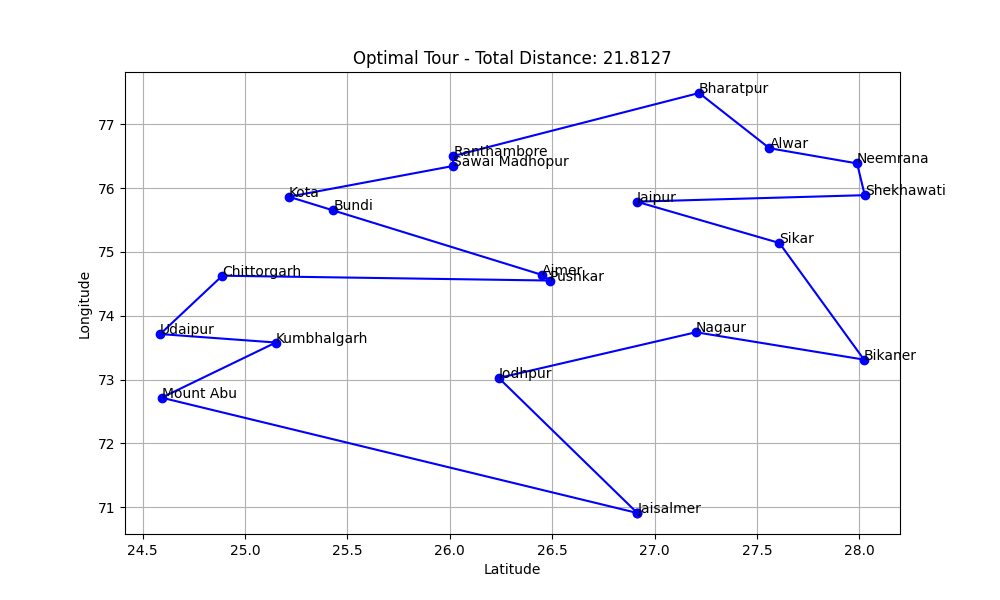 Optimal Tour - Total Distance: 21.8127
Bharatpur
Alwar
Ranthambore
Neemrana
Sawai Madhopur
Shekhawati
Kota
Jaipur
Bundi
Sikar
Ajmer
Pushkar
Chittorgarh
Udaipur
Nagaur
Kumbhalgarh
Bikaner
Jodhpur
Mount Abu
Jaisalmer
77
76
75
74
73
72
71
Longitude
24.5 25.0 25.5 26.0 26.5 27.0 27.5 28.0
Latitude